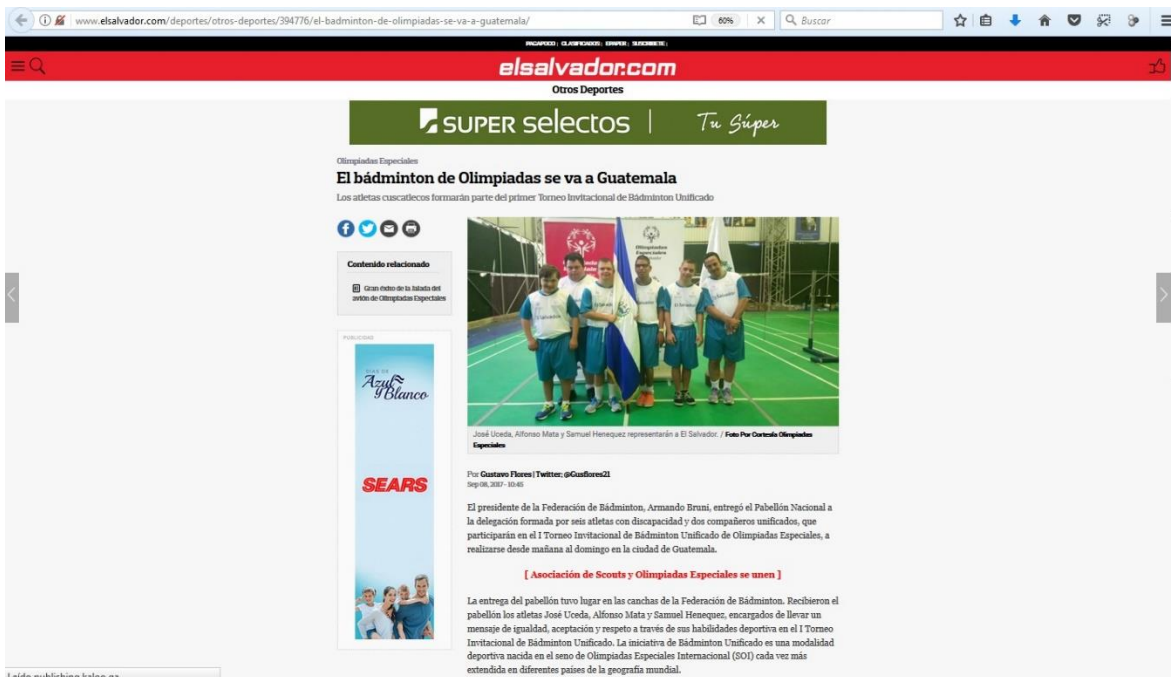 www.elsalvador.com/deportes/otros-deportes/394776/el-badminton-de-olimpiadas-se-va-a-guatemala/
60%
Buscar
PAGAPOCO | CLASIFICADOS | EPAPER | SUSCRIBETE |
elsalvador.com
Otros Deportes
SUPER selectos | Tu Súper
Olimpiadas Especiales
El bádminton de Olimpiadas se va a Guatemala
Los atletas cuscatlecos formarán parte del primer Torneo Invitacional de Bádminton Unificado
Contenido relacionado
Gran éxito de la Jalada del
avión de Olimpiadas Especiales
PUBLICIDAD
DÍAS DE
Azul
y Blanco
SEARS
Olimpiadas
Especiales
El Salvador
José Uceda, Alfonso Mata y Samuel Henequez representarán a El Salvador. / Foto Por Cortesía Olimpiadas
Especiales
Por Gustavo Flores | Twitter: @Gusflores21
Sep 08, 2017 - 10:45
El presidente de la Federación de Bádminton, Armando Bruni, entregó el Pabellón Nacional a
la delegación formada por seis atletas con discapacidad y dos compañeros unificados, que
participarán en el I Torneo Invitacional de Bádminton Unificado de Olimpiadas Especiales, a
realizarse desde mañana al domingo en la ciudad de Guatemala.
[ Asociación de Scouts y Olimpiadas Especiales se unen ]
La entrega del pabellón tuvo lugar en las canchas de la Federación de Bádminton. Recibieron el
pabellón los atletas José Uceda, Alfonso Mata y Samuel Henequez, encargados de llevar un
mensaje de igualdad, aceptación y respeto a través de sus habilidades deportiva en el I Torneo
Invitacional de Bádminton Unificado. La iniciativa de Bádminton Unificado es una modalidad
deportiva nacida en el seno de Olimpiadas Especiales Internacional (SOI) cada vez más
extendida en diferentes países de la geografía mundial.